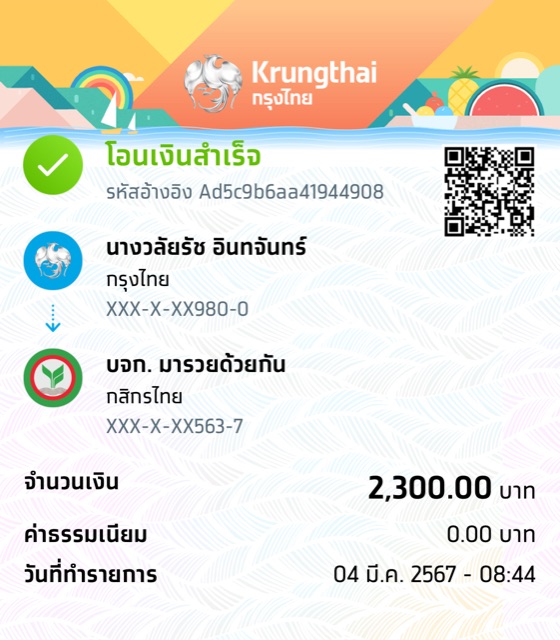 Krungthai
กรุงไทย
โอนเงินสำเร็จ
รหัสอ้างอิง Ad5c9b6aa41944908
นางวลัยรัช อินทจันทร์
กรุงไทย
XXX-X-XX980-0
บจก. มารวยด้วยกัน
กสิกรไทย
XXX-X-XX563-7
จำนวนเงิน 2,300.00 บาท
ค่าธรรมเนียม 0.00 บาท
วันที่ทำรายการ 04 มี.ค. 2567 - 08:44